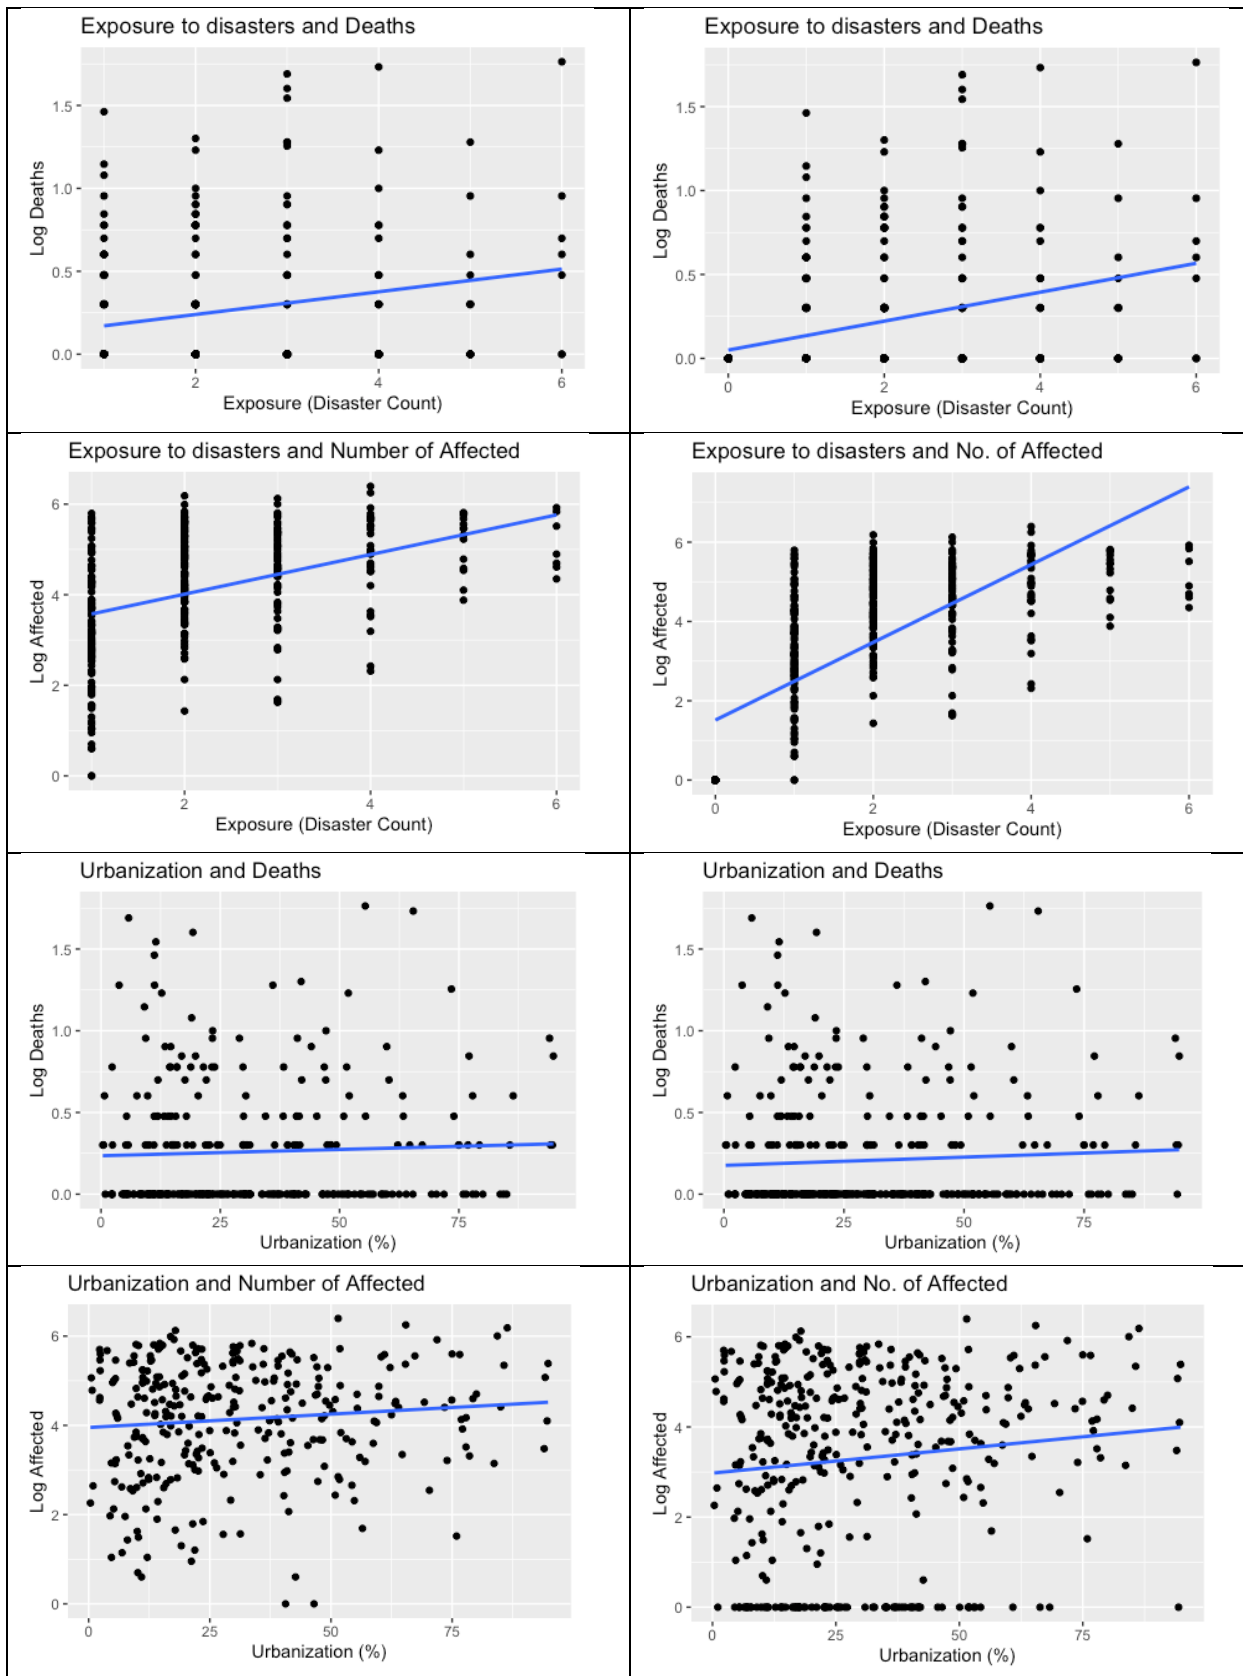 Exposure to disasters and Deaths
Log Deaths
1.5
1.0
0.5
0.0
2 4 6
Exposure (Disaster Count)
Exposure to disasters and Deaths
Log Deaths
1.5
1.0
0.5
0.0
0 2 4 6
Exposure (Disaster Count)
Exposure to disasters and Number of Affected
Log Affected
6
4
2
0
2 4 6
Exposure (Disaster Count)
Exposure to disasters and No. of Affected
Log Affected
6
4
2
0
0 2 4 6
Exposure (Disaster Count)
Urbanization and Deaths
Log Deaths
1.5
1.0
0.5
0.0
0 25 50 75
Urbanization (%)
Urbanization and Deaths
Log Deaths
1.5
1.0
0.5
0.0
0 25 50 75
Urbanization (%)
Urbanization and Number of Affected
Log Affected
6
4
2
0
0 25 50 75
Urbanization (%)
Urbanization and No. of Affected
Log Affected
6
4
2
0
0 25 50 75
Urbanization (%)